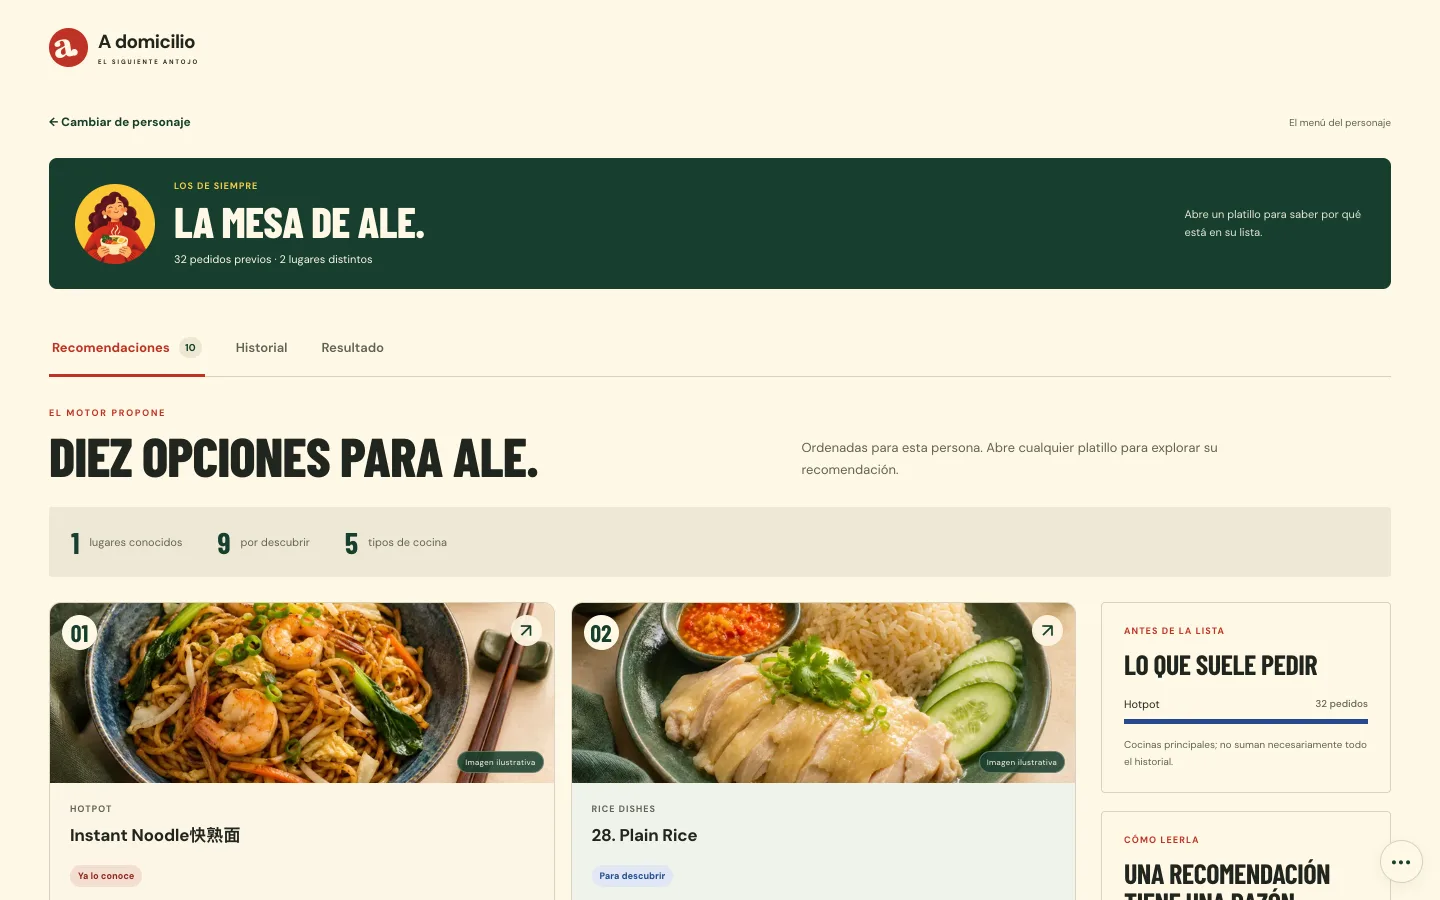 a
A domicilio
EL SIGUIENTE ANTOJO
← Cambiar de personaje
El menú del personaje
LOS DE SIEMPRE
LA MESA DE ALE.
32 pedidos previos · 2 lugares distintos
Abre un platillo para saber por qué
está en su lista.
Recomendaciones 10
Historial
Resultado
EL MOTOR PROPONE
DIEZ OPCIONES PARA ALE.
Ordenadas para esta persona. Abre cualquier platillo para explorar su
recomendación.
1 lugares conocidos
9 por descubrir
5 tipos de cocina
01
Imagen ilustrativa
HOTPOT
Instant Noodle快熟面
Ya lo conoce
02
Imagen ilustrativa
RICE DISHES
28. Plain Rice
Para descubrir
ANTES DE LA LISTA
LO QUE SUELE PEDIR
Hotpot 32 pedidos
Cocinas principales; no suman necesariamente todo
el historial.
CÓMO LEERLA
UNA RECOMENDACIÓN
TIENE UNA RAZÓN